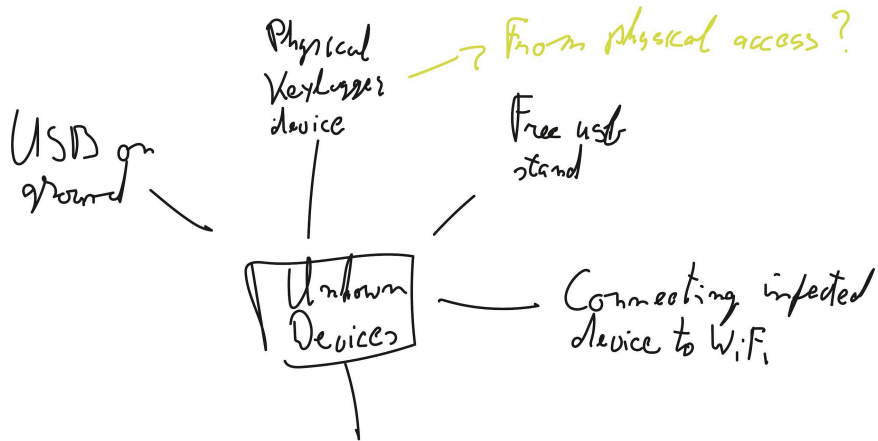 Physical
Keylogger
device
From physical access?
USB on
ground
Free usb
stand
Unknown
Devices
Connecting infected
device to WiFi